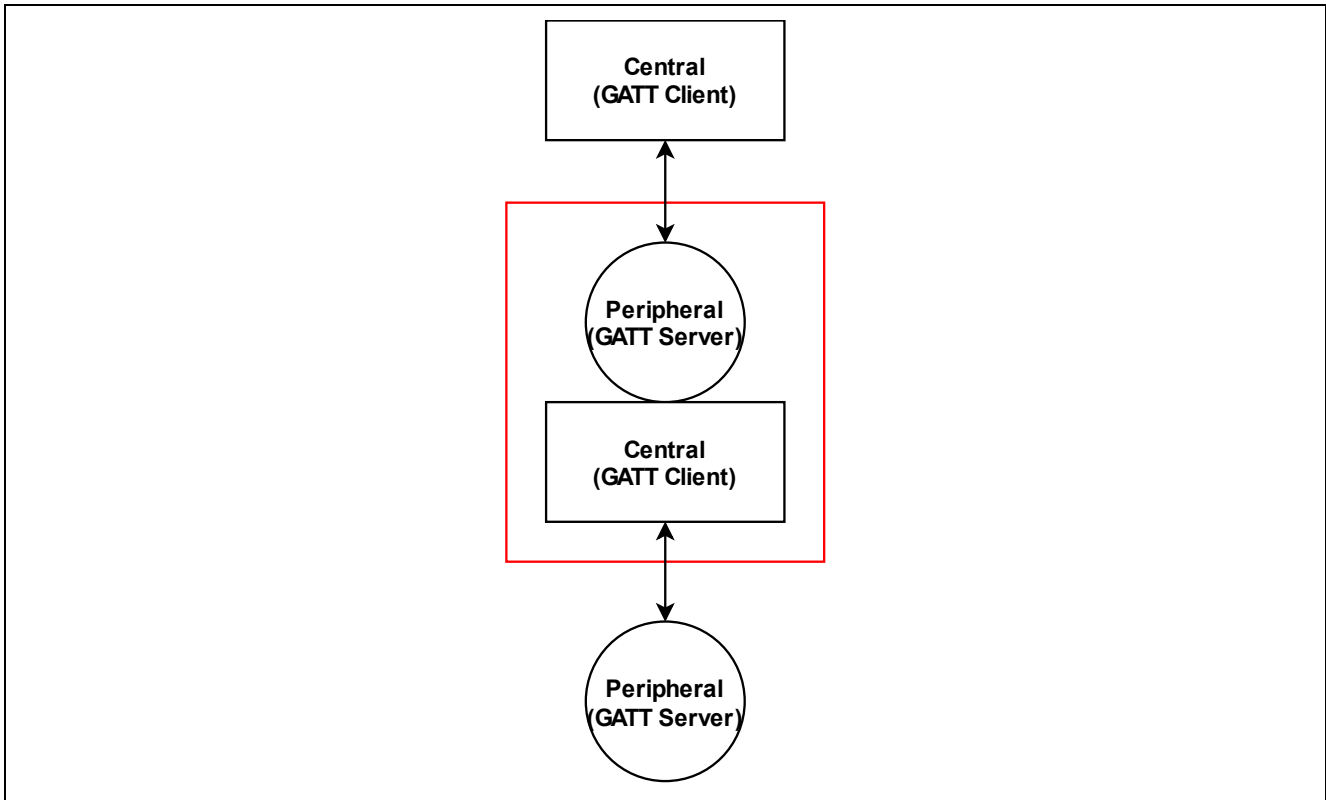 Central
(GATT Client)
Peripheral
(GATT Server)
Central
(GATT Client)
Peripheral
(GATT Server)